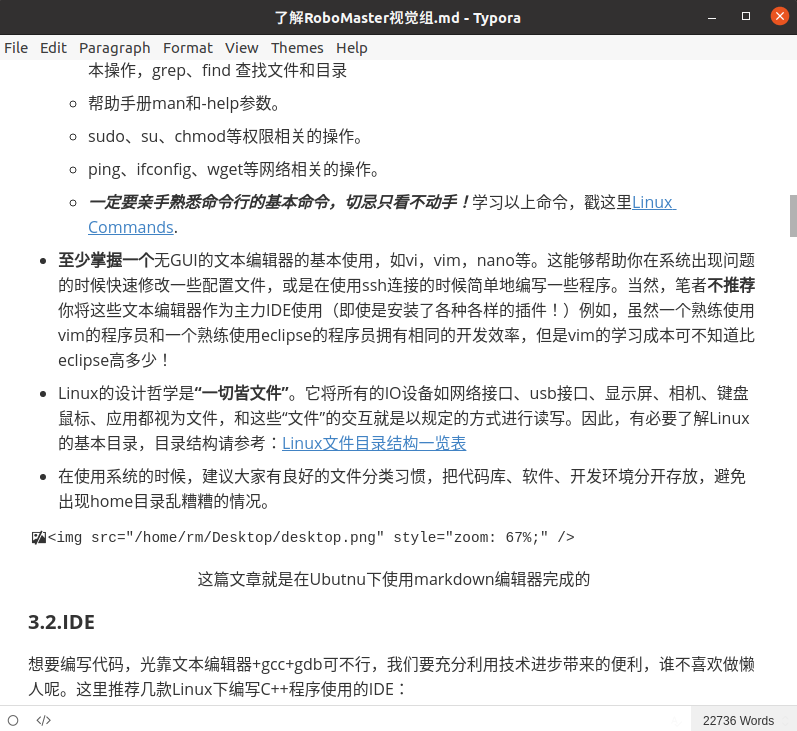 了解RoboMaster视觉组.md - Typora
File Edit Paragraph Format View Themes Help
本操作，grep、find 查找文件和目录
帮助手册man和-help参数。
sudo、su、chmod等权限相关的操作。
ping、ifconfig、wget等网络相关的操作。
一定要亲手熟悉命令行的基本命令，切忌只看不动手！学习以上命令，戳这里Linux
Commands.
至少掌握一个无GUI的文本编辑器的基本使用，如vi，vim，nano等。这能够帮助你在系统出现问题
的时候快速修改一些配置文件，或是在使用ssh连接的时候简单地编写一些程序。当然，笔者不推荐
你将这些文本编辑器作为主力IDE使用（即使是安装了各种各样的插件！）例如，虽然一个熟练使用
vim的程序员和一个熟练使用eclipse的程序员拥有相同的开发效率，但是vim的学习成本可不知道比
eclipse高多少！
Linux的设计哲学是“一切皆文件”。它将所有的IO设备如网络接口、usb接口、显示屏、相机、键盘
鼠标、应用都视为文件，和这些“文件”的交互就是以规定的方式进行读写。因此，有必要了解Linux
的基本目录，目录结构请参考：Linux文件目录结构一览表
在使用系统的时候，建议大家有良好的文件分类习惯，把代码库、软件、开发环境分开存放，避免
出现home目录乱糟糟的情况。
<img src="/home/rm/Desktop/desktop.png" style="zoom: 67%;" />
这篇文章就是在Ubutnu下使用markdown编辑器完成的
3.2.IDE
想要编写代码，光靠文本编辑器+gcc+gdb可不行，我们要充分利用技术进步带来的便利，谁不喜欢做懒
人呢。这里推荐几款Linux下编写C++程序使用的IDE：
</> 22736 Words